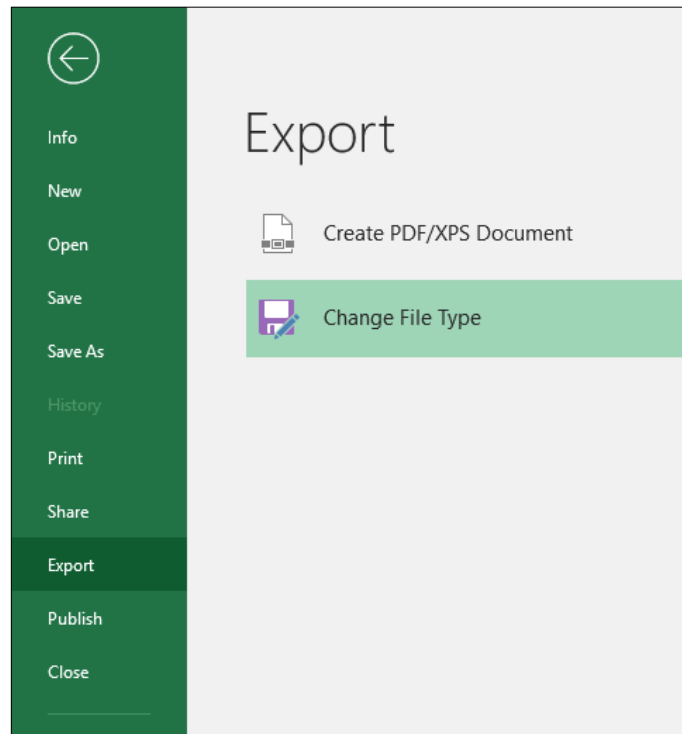 Info
New
Open
Save
Save As
History
Print
Share
Export
Publish
Close
Export
Create PDF/XPS Document
Change File Type